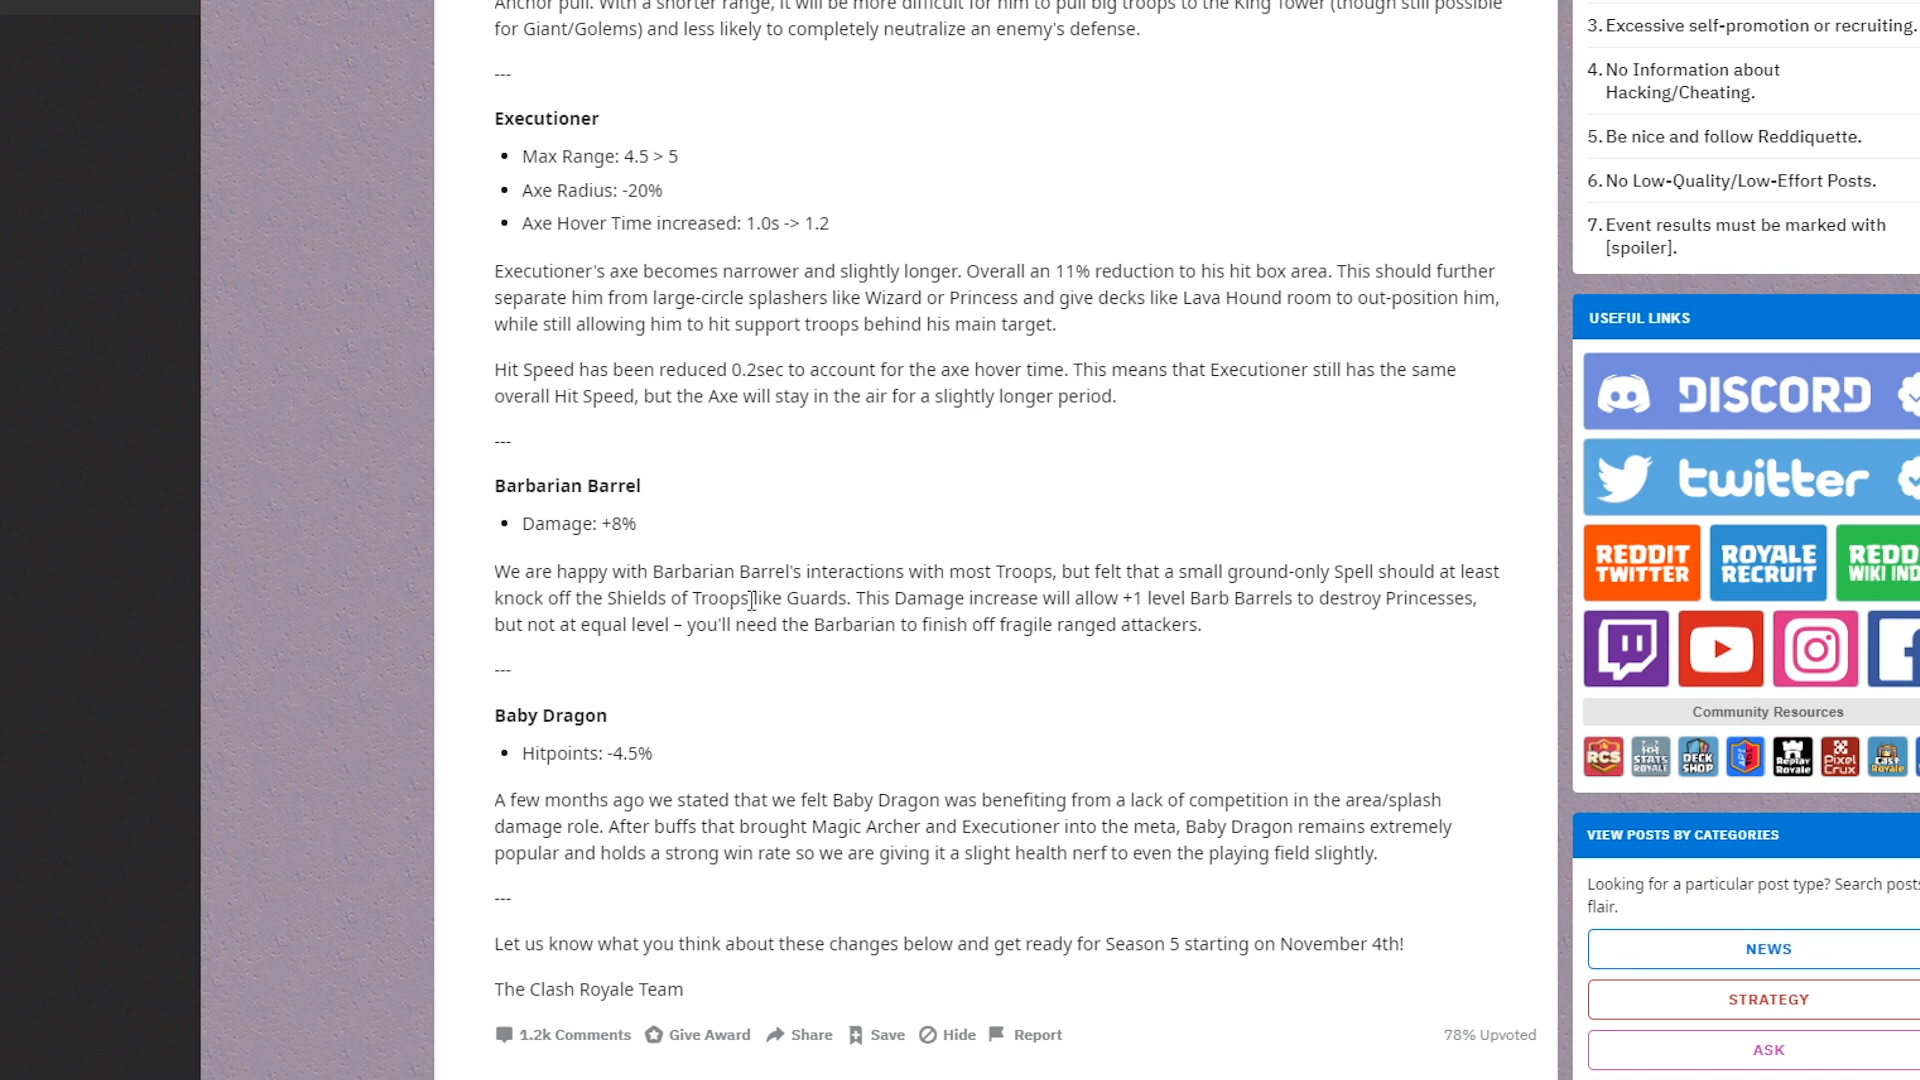 Anchor pull. With a shorter range, it will be more difficult for him to pull big troops to the King Tower (though still possible
for Giant/Golems) and less likely to completely neutralize an enemy's defense.
---
Executioner
• Max Range: 4.5 > 5
• Axe Radius: -20%
• Axe Hover Time increased: 1.0s -> 1.2
Executioner's axe becomes narrower and slightly longer. Overall an 11% reduction to his hit box area. This should further
separate him from large-circle splashers like Wizard or Princess and give decks like Lava Hound room to out-position him,
while still allowing him to hit support troops behind his main target.
Hit Speed has been reduced 0.2sec to account for the axe hover time. This means that Executioner still has the same
overall Hit Speed, but the Axe will stay in the air for a slightly longer period.
---
Barbarian Barrel
• Damage: +8%
We are happy with Barbarian Barrel's interactions with most Troops, but felt that a small ground-only Spell should at least
knock off the Shields of Troops like Guards. This Damage increase will allow +1 level Barb Barrels to destroy Princesses,
but not at equal level – you'll need the Barbarian to finish off fragile ranged attackers.
---
Baby Dragon
• Hitpoints: -4.5%
A few months ago we stated that we felt Baby Dragon was benefiting from a lack of competition in the area/splash
damage role. After buffs that brought Magic Archer and Executioner into the meta, Baby Dragon remains extremely
popular and holds a strong win rate so we are giving it a slight health nerf to even the playing field slightly.
---
Let us know what you think about these changes below and get ready for Season 5 starting on November 4th!
The Clash Royale Team
1.2k Comments Give Award Share Save Hide Report 78% Upvoted
3. Excessive self-promotion or recruiting.
4. No Information about
Hacking/Cheating.
5. Be nice and follow Reddiquette.
6. No Low-Quality/Low-Effort Posts.
7. Event results must be marked with
[spoiler].
USEFUL LINKS
DISCORD
twitter
REDDIT
TWITTER
ROYALE
RECRUIT
REDD
WIKI IND
Community Resources
RCS
STATS
ROYALE
DECK
SHOP
Replay
Royale
Pixel
Crux
Cast
Royale
VIEW POSTS BY CATEGORIES
Looking for a particular post type? Search posts
flair.
NEWS
STRATEGY
ASK